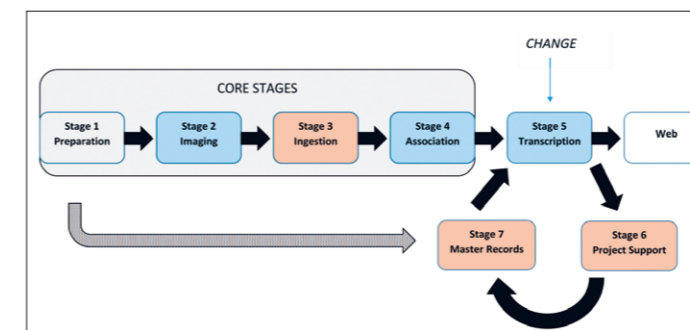 CHANGE
CORE STAGES
Stage 1
Preparation
Stage 2
Imaging
Stage 3
Ingestion
Stage 4
Association
Stage 5
Transcription
Web
Stage 7
Master Records
Stage 6
Project Support